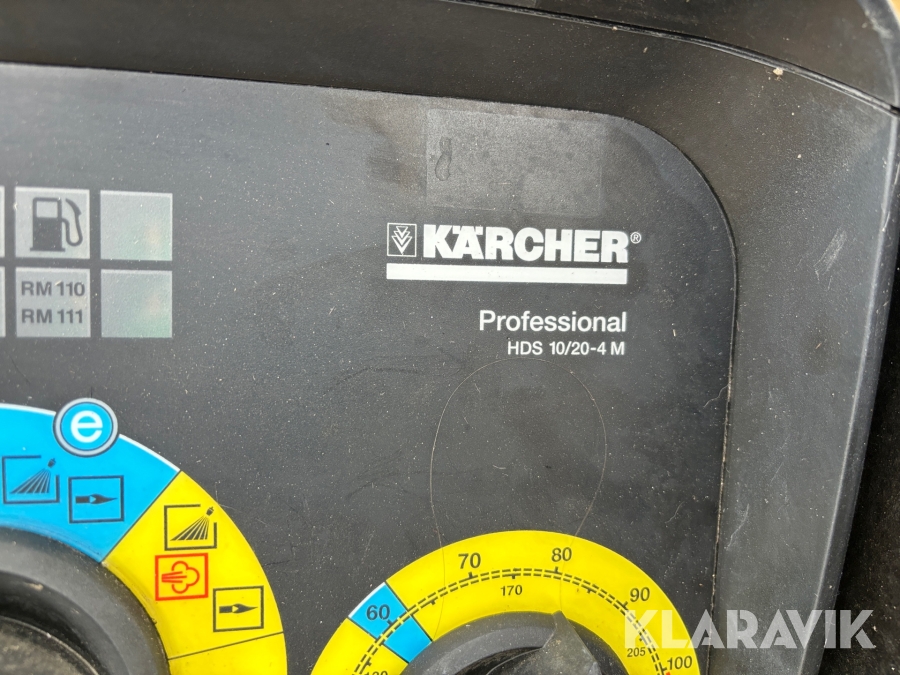 KÄRCHER®
Professional
HDS 10/20-4 M
RM 110
RM 111
e
60
70
80
90
100
170
205
KLARAVIK